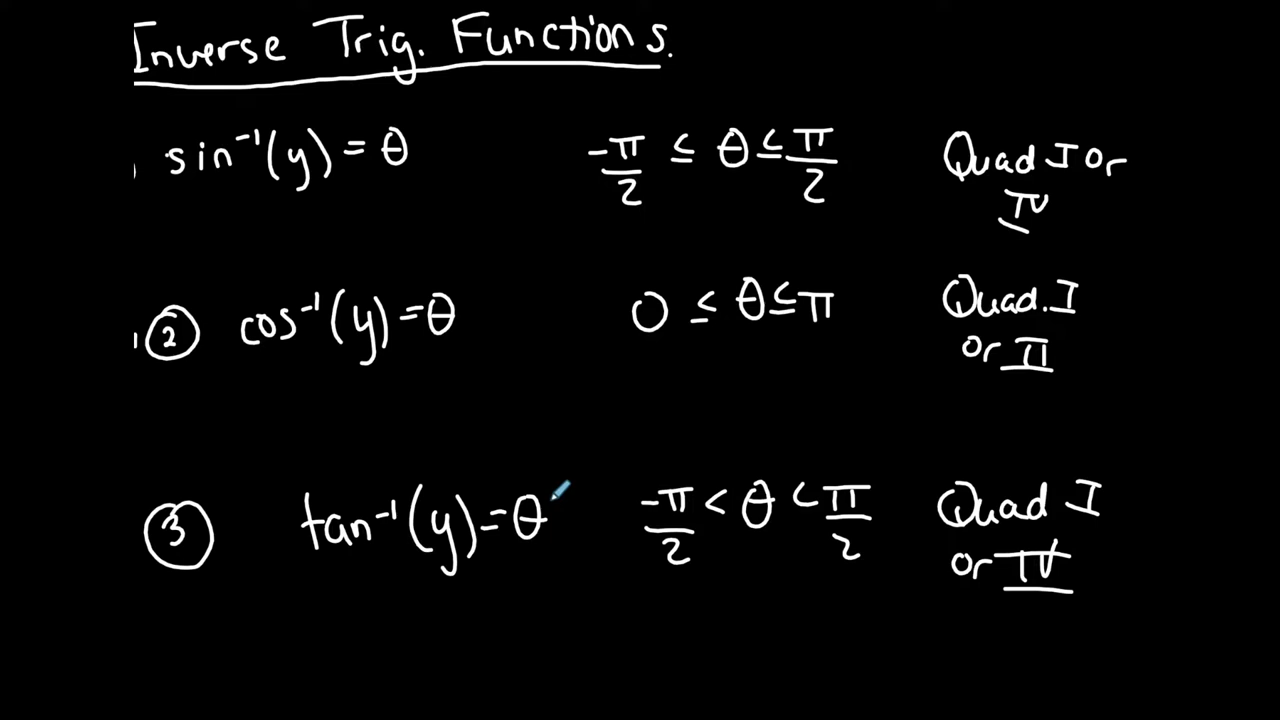 Inverse Trig. Functions.
sin⁻¹(y) = θ -π/2 ≤ θ ≤ π/2 Quad I or
IV
② cos⁻¹(y) = θ 0 ≤ θ ≤ π Quad. I
or II
③ tan⁻¹(y) = θ -π/2 < θ < π/2 Quad I
or IV